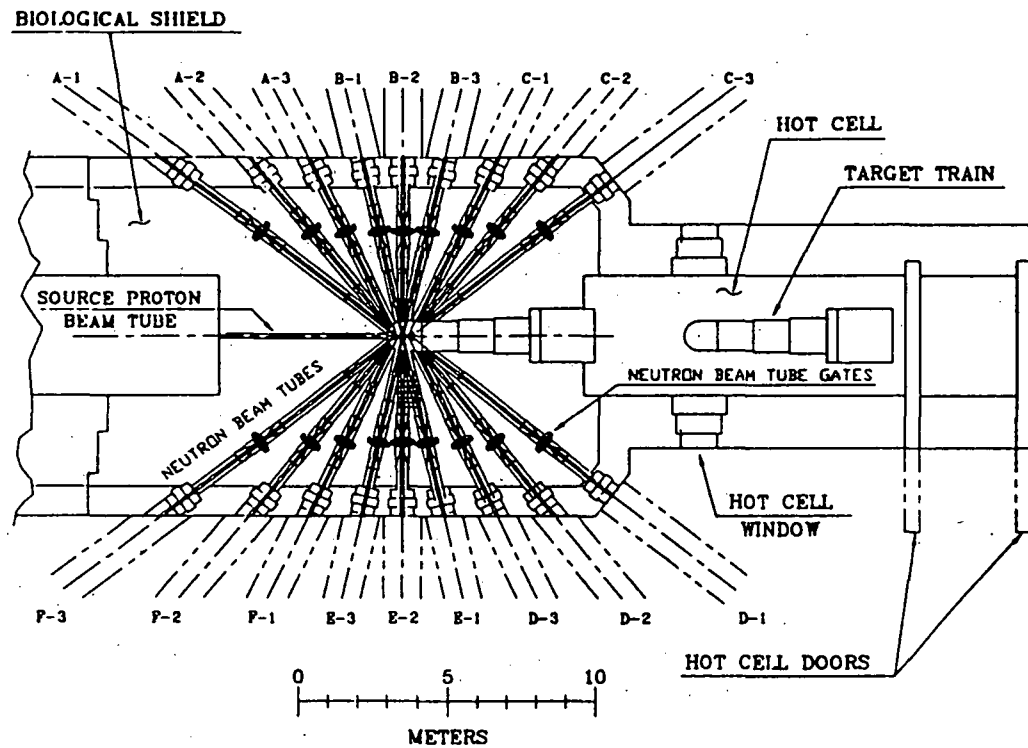 BIOLOGICAL SHIELD
A-1 A-2 A-3 B-1 B-2 B-3 C-1 C-2 C-3
HOT CELL
TARGET TRAIN
SOURCE PROTON
BEAM TUBE
NEUTRON BEAM TUBES
NEUTRON BEAM TUBE GATES
HOT CELL
WINDOW
F-3 F-2 F-1 E-3 E-2 E-1 D-3 D-2 D-1
HOT CELL DOORS
0 5 10
METERS